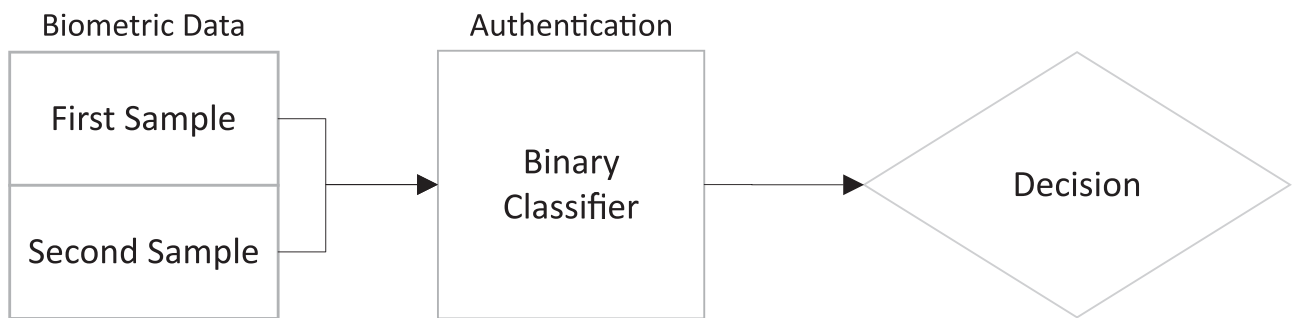 Biometric Data
First Sample
Second Sample
Authentication
Binary
Classifier
Decision